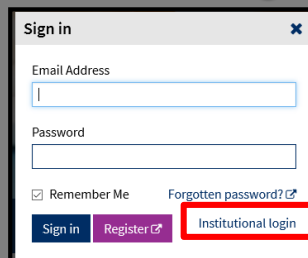 Sign in
Email Address
Password
Remember Me
Forgotten password?
Sign in
Register
Institutional login